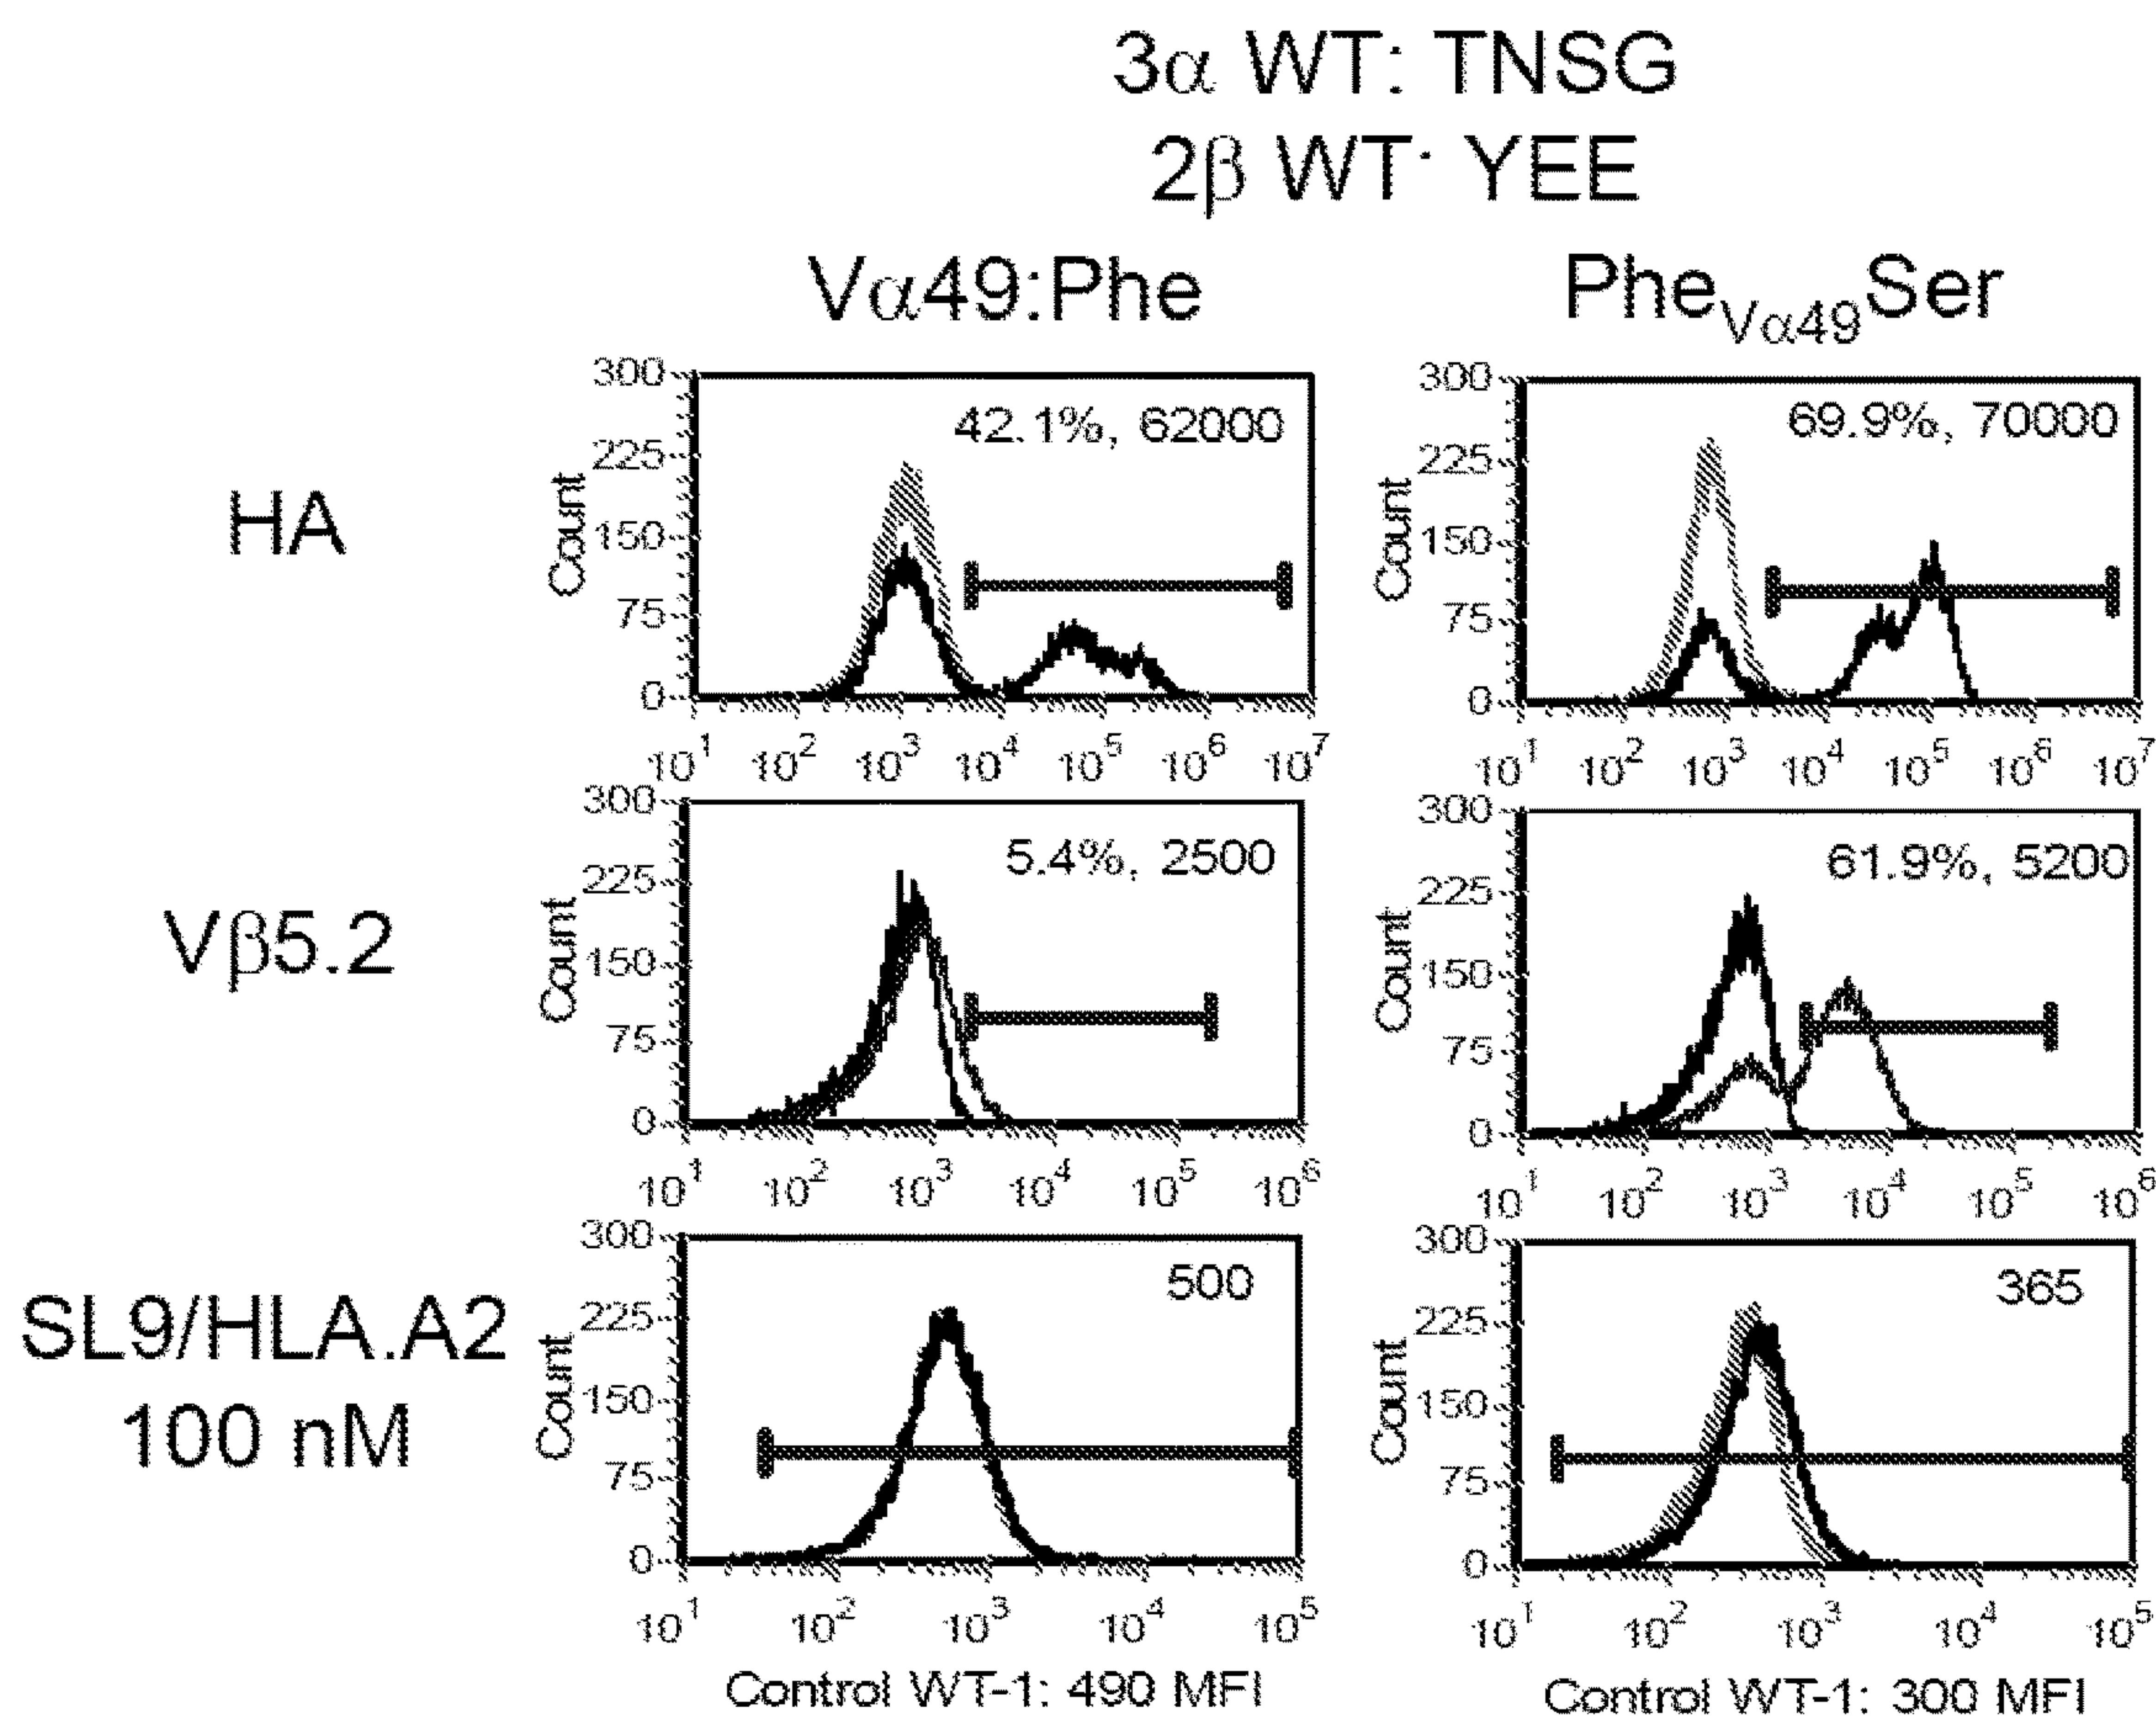 3α WT: TNSG
2β WT: YEE
Vα49:Phe
PheVα49Ser
HA
300
225
150
75
0
Count
42.1%, 62000
10¹ 10² 10³ 10⁴ 10⁵ 10⁶ 10⁷
300
225
150
75
0
Count
69.9%, 70000
10¹ 10² 10³ 10⁴ 10⁵ 10⁶ 10⁷
Vβ5.2
300
225
150
75
0
Count
5.4%, 2500
10¹ 10² 10³ 10⁴ 10⁵ 10⁶
300
225
150
75
0
Count
61.9%, 5200
10¹ 10² 10³ 10⁴ 10⁵ 10⁶
SL9/HLA.A2
100 nM
300
225
150
75
0
Count
500
10¹ 10² 10³ 10⁴ 10⁵
Control WT-1: 490 MFI
300
225
150
75
0
Count
365
10¹ 10² 10³ 10⁴ 10⁵
Control WT-1: 300 MFI